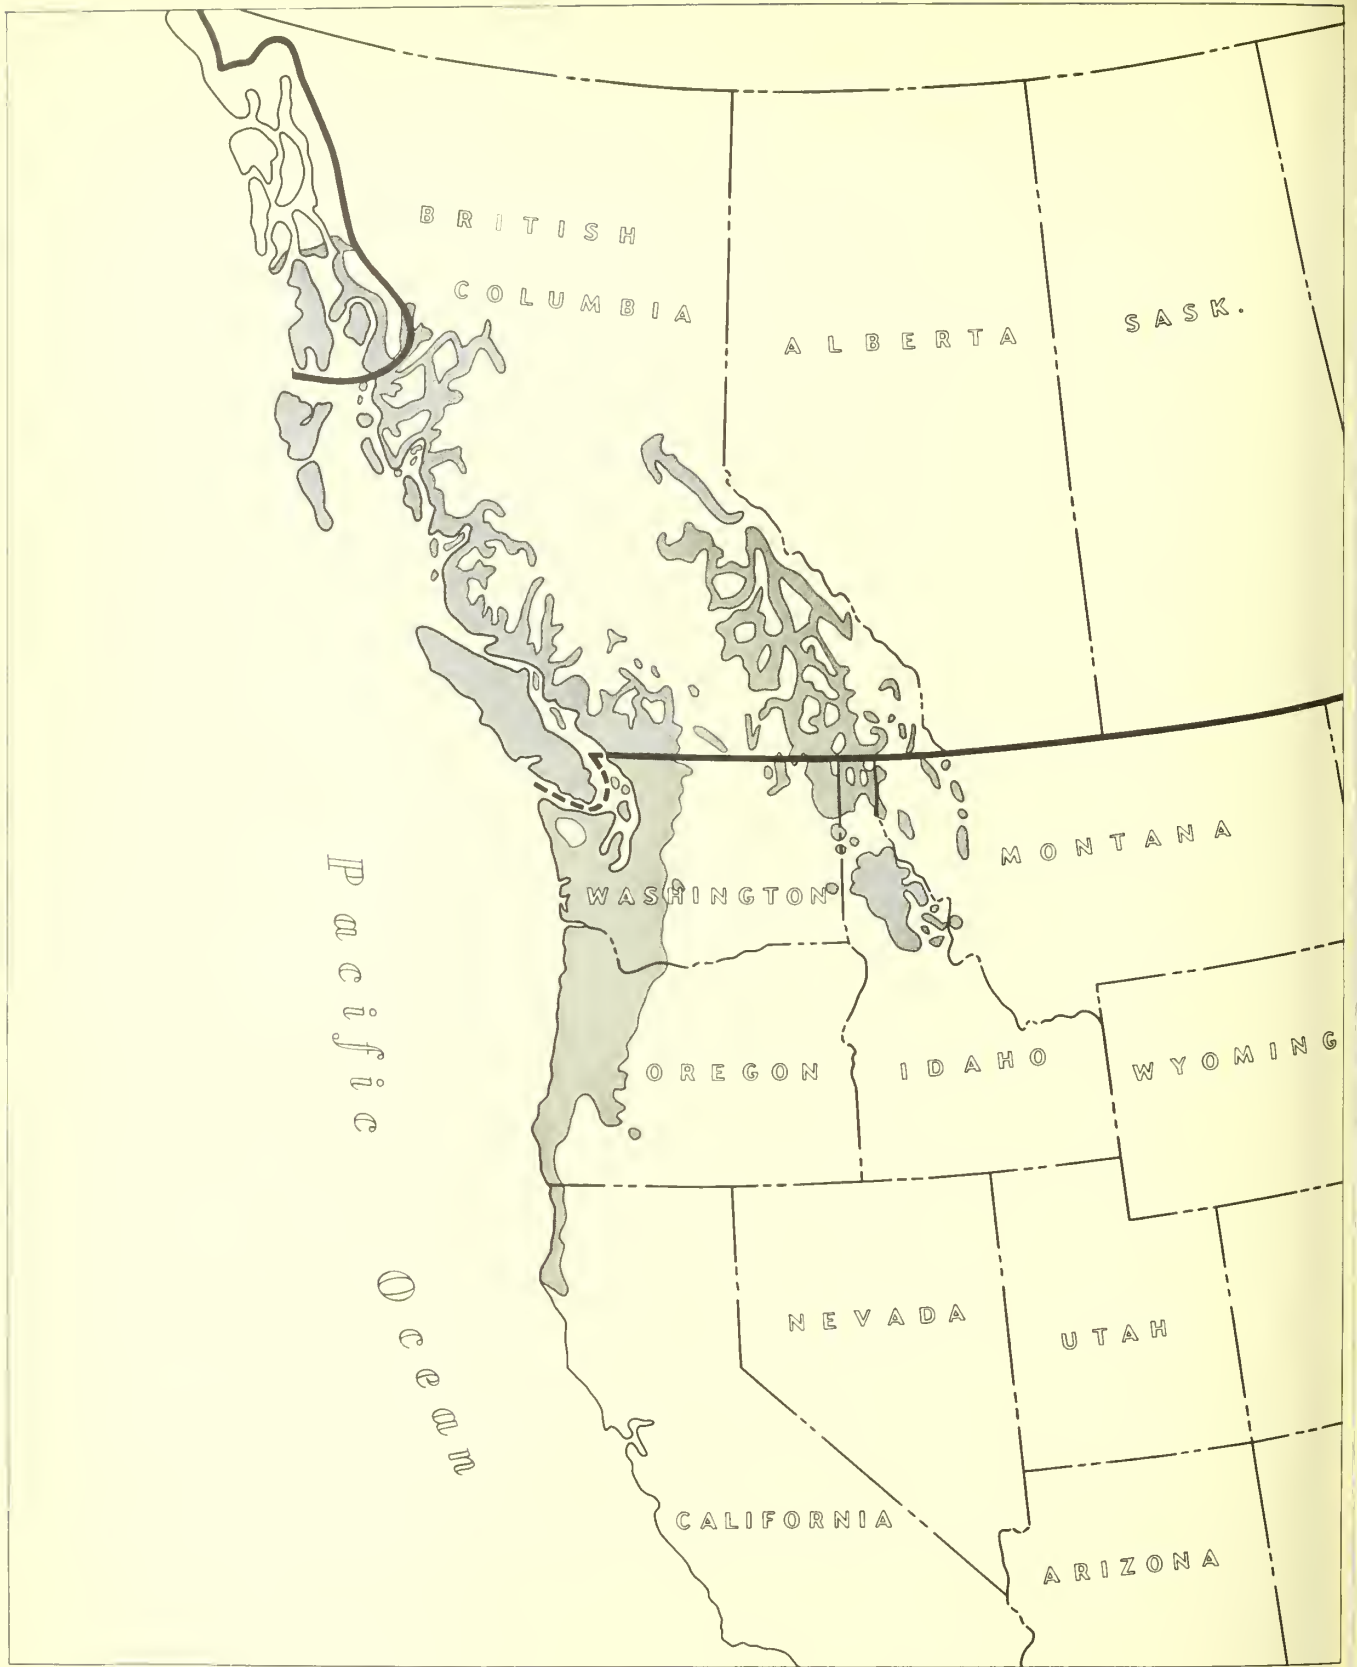 BRITISH
COLUMBIA
ALBERTA
SASK.
MONTANA
WASHINGTON
OREGON
IDAHO
WYOMING
Pacific
Ocean
NEVADA
UTAH
CALIFORNIA
ARIZONA